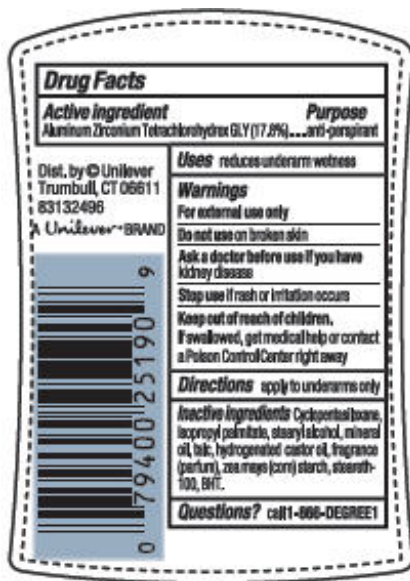 Drug Facts
Active ingredient Purpose
Aluminum Zirconium Tetrachlorohydrex GLY (17.8%)....anti-perspirant
Dist. by © Unilever
Trumbull, CT 06611
83132496
A Unilever BRAND
0 79400 25190 9
Uses reduces underarm wetness
Warnings
For external use only
Do not use on broken skin
Ask a doctor before use if you have
kidney disease
Stop use if rash or irritation occurs
Keep out of reach of children.
If swallowed, get medical help or contact
a Poison Control Center right away
Directions apply to underarms only
Inactive ingredients Cyclopentasiloxane,
isopropyl palmitate, stearyl alcohol, mineral
oil, talc, hydrogenated castor oil, fragrance
(parfum), zea mays (corn) starch, steareth-
100, BHT.
Questions? call 1-866-DEGREE1